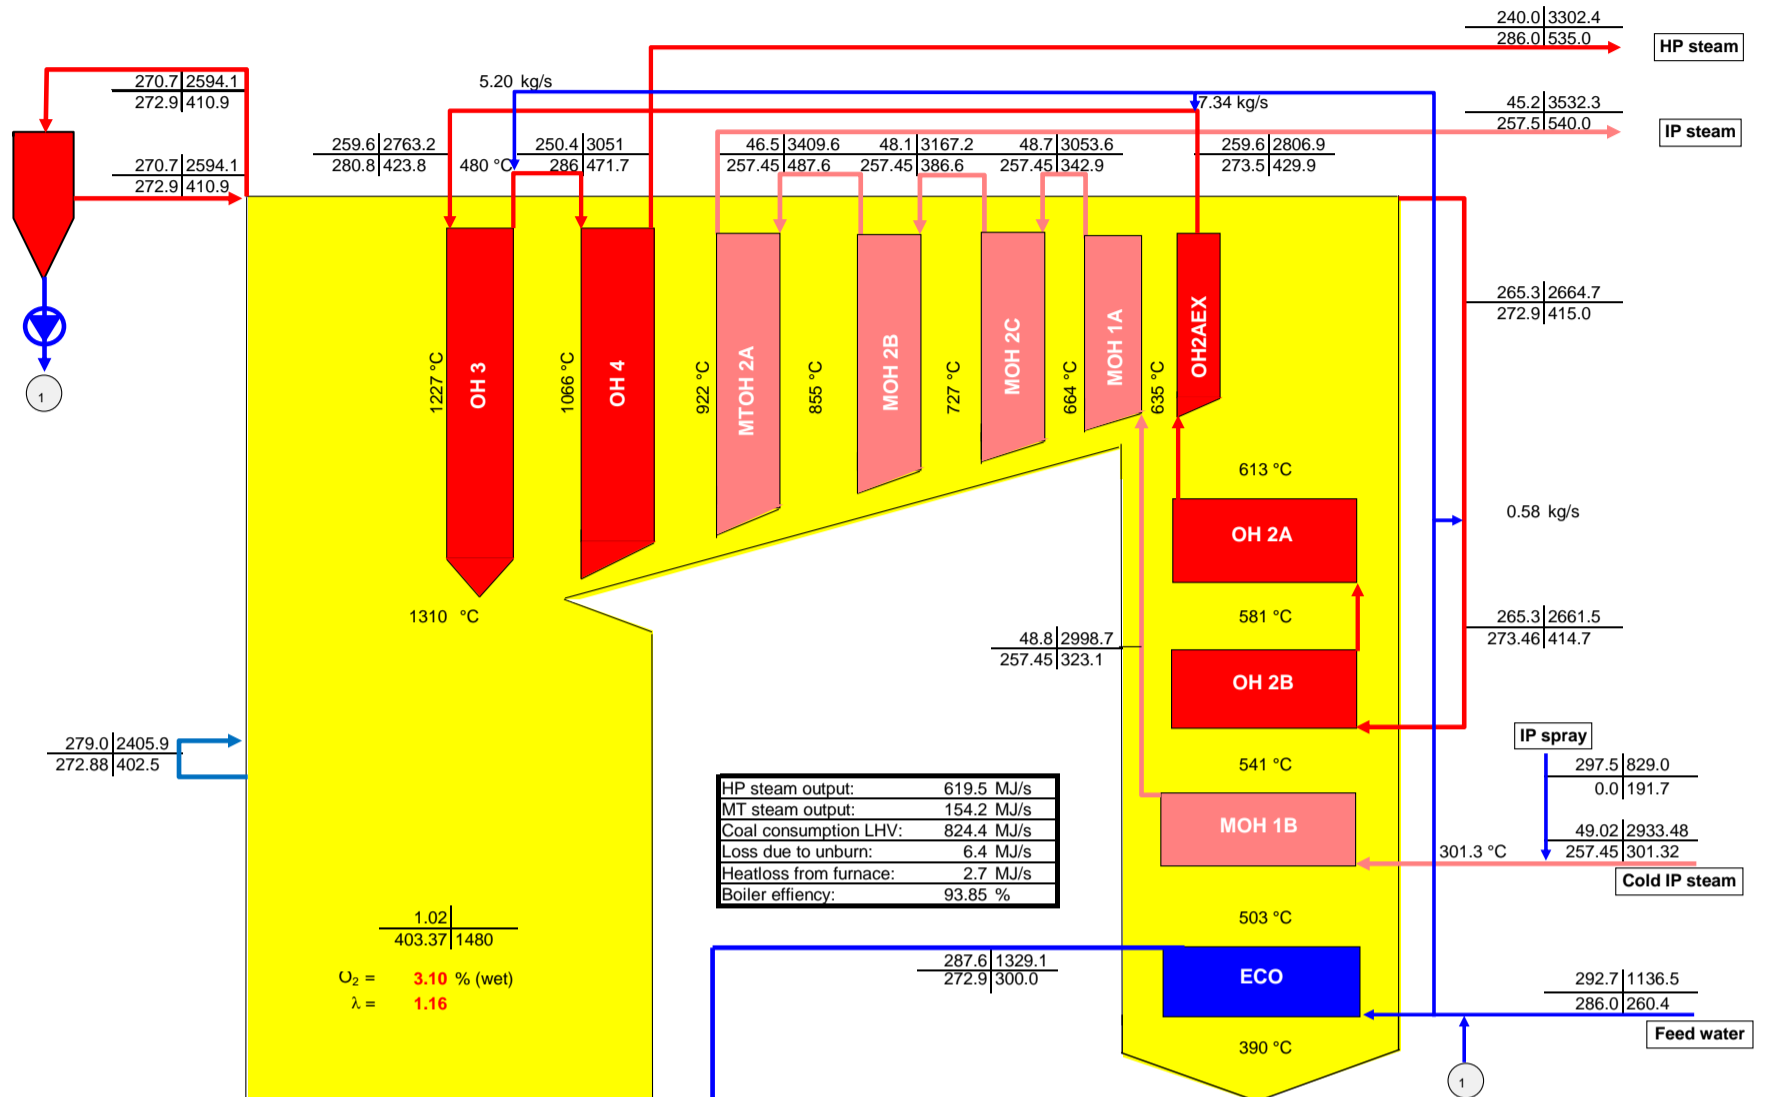 240.0 3302.4
286.0 535.0
HP steam
270.7 2594.1
272.9 410.9
5.20 kg/s
7.34 kg/s
45.2 3532.3
257.5 540.0
IP steam
259.6 2763.2
280.8 423.8
480 °C
250.4 3051
286 471.7
46.5 3409.6
257.45 487.6
48.1 3167.2
257.45 386.6
48.7 3053.6
257.45 342.9
259.6 2806.9
273.5 429.9
270.7 2594.1
272.9 410.9
265.3 2664.7
272.9 415.0
1227 °C
OH 3
1066 °C
OH 4
922 °C
MTOH 2A
855 °C
MOH 2B
727 °C
MOH 2C
664 °C
MOH 1A
635 °C
OH2AEX
1
613 °C
0.58 kg/s
OH 2A
1310 °C
581 °C
265.3 2661.5
273.46 414.7
48.8 2998.7
257.45 323.1
OH 2B
IP spray
279.0 2405.9
272.88 402.5
541 °C
297.5 829.0
0.0 191.7
HP steam output: 619.5 MJ/s
MT steam output: 154.2 MJ/s
Coal consumption LHV: 824.4 MJ/s
Loss due to unburn: 6.4 MJ/s
Heatloss from furnace: 2.7 MJ/s
Boiler effiency: 93.85 %
MOH 1B
49.02 2933.48
301.3 °C
257.45 301.32
Cold IP steam
1.02
403.37 1480
503 °C
287.6 1329.1
272.9 300.0
ECO
O₂ = 3.10 % (wet)
λ = 1.16
292.7 1136.5
286.0 260.4
Feed water
390 °C
1